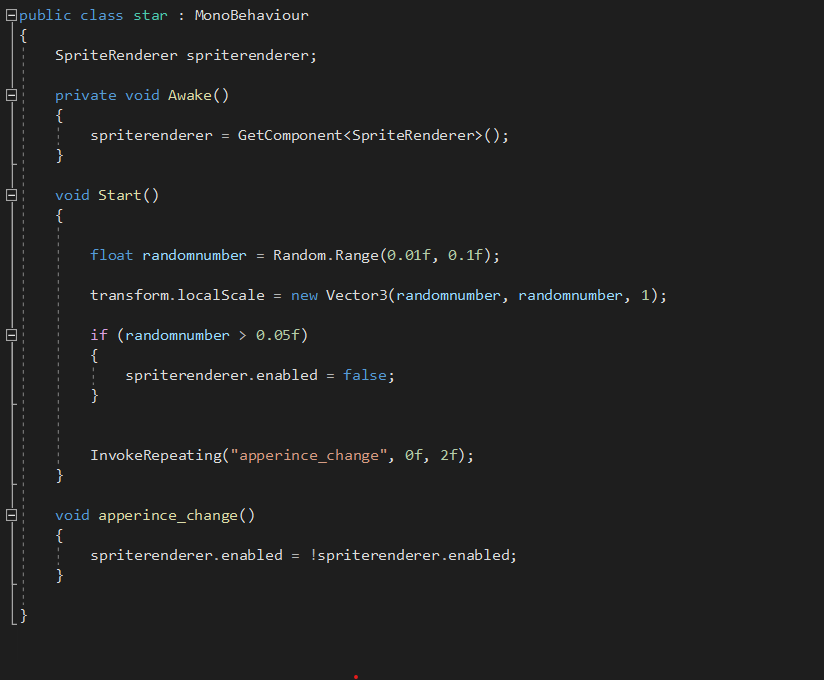 public class star : MonoBehaviour
{
    SpriteRenderer spriterenderer;
    private void Awake()
    {
        spriterenderer = GetComponent<SpriteRenderer>();
    }
    void Start()
    {
        float randomnumber = Random.Range(0.01f, 0.1f);
        transform.localScale = new Vector3(randomnumber, randomnumber, 1);
        if (randomnumber > 0.05f)
        {
            spriterenderer.enabled = false;
        }
        InvokeRepeating("apperince_change", 0f, 2f);
    }
    void apperince_change()
    {
        spriterenderer.enabled = !spriterenderer.enabled;
    }
}